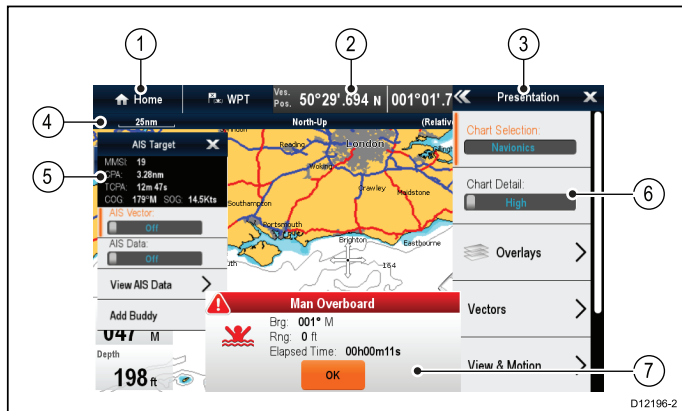 1
2
3
Home
WPT
Ves. Pos. 50°29'.694 N
001°01'.7
Presentation
4
25nm
North-Up
(Relative
AIS Target
5
MMSI: 19
CPA: 3.28nm
TCPA: 12m 47s
COG 179°M SOG: 14.5Kts
AIS Vector:
Off
AIS Data:
Off
View AIS Data
Add Buddy
047 M
Depth
198 ft
Reading
London
Woking
Crawley
Maidstone
Southampton
Portsmouth
Brighton
Eastbourne
164
Chart Selection:
Navionics
Chart Detail:
High
6
Overlays
Vectors
View & Motion
Man Overboard
Brg: 001° M
Rng: 0 ft
Elapsed Time: 00h00m11s
OK
7
D12196-2